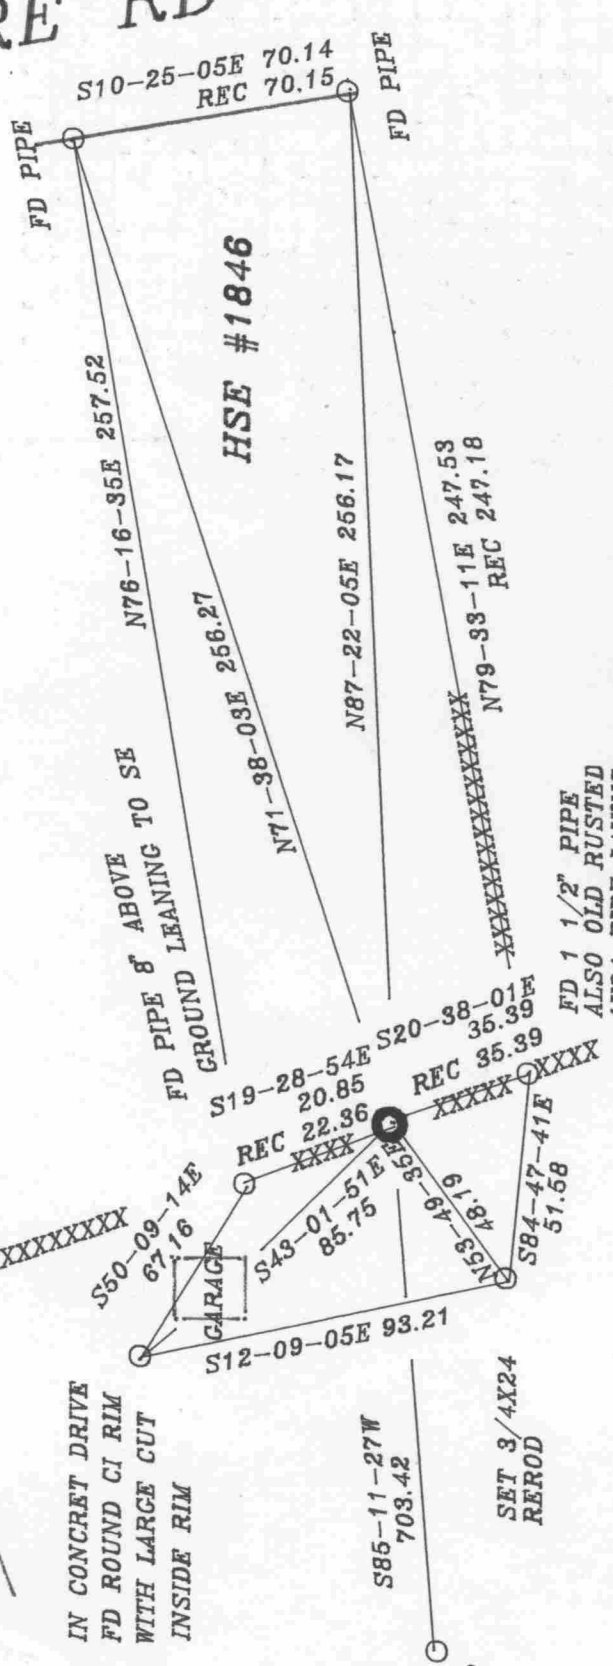 RE RD
S10-25-05E 70.14
REC 70.15
FD PIPE
FD PIPE
HSE #1846
N76-16-35E 257.52
N71-38-03E 256.27
N87-22-05E 256.17
N79-33-11E 247.53
REC 247.18
XXXXXXXXXXXXXXXXXXXX
FD PIPE 8" ABOVE
GROUND LEANING TO SE
FD 1 1/2" PIPE
ALSO OLD RUSTED
S19-28-54E
20.85
REC 22.36
XXXX
S20-38-01E
35.39
REC 35.39
XXXXX
XXXX
XXXXXXXXX
S50-09-14E
67.16
GARAGE
S43-01-51E
85.75
N53-49-35E
48.19
S84-47-41E
51.58
S12-09-05E 93.21
IN CONCRET DRIVE
FD ROUND CI RIM
WITH LARGE CUT
INSIDE RIM
S85-11-27W
703.42
SET 3/4X24
REROD